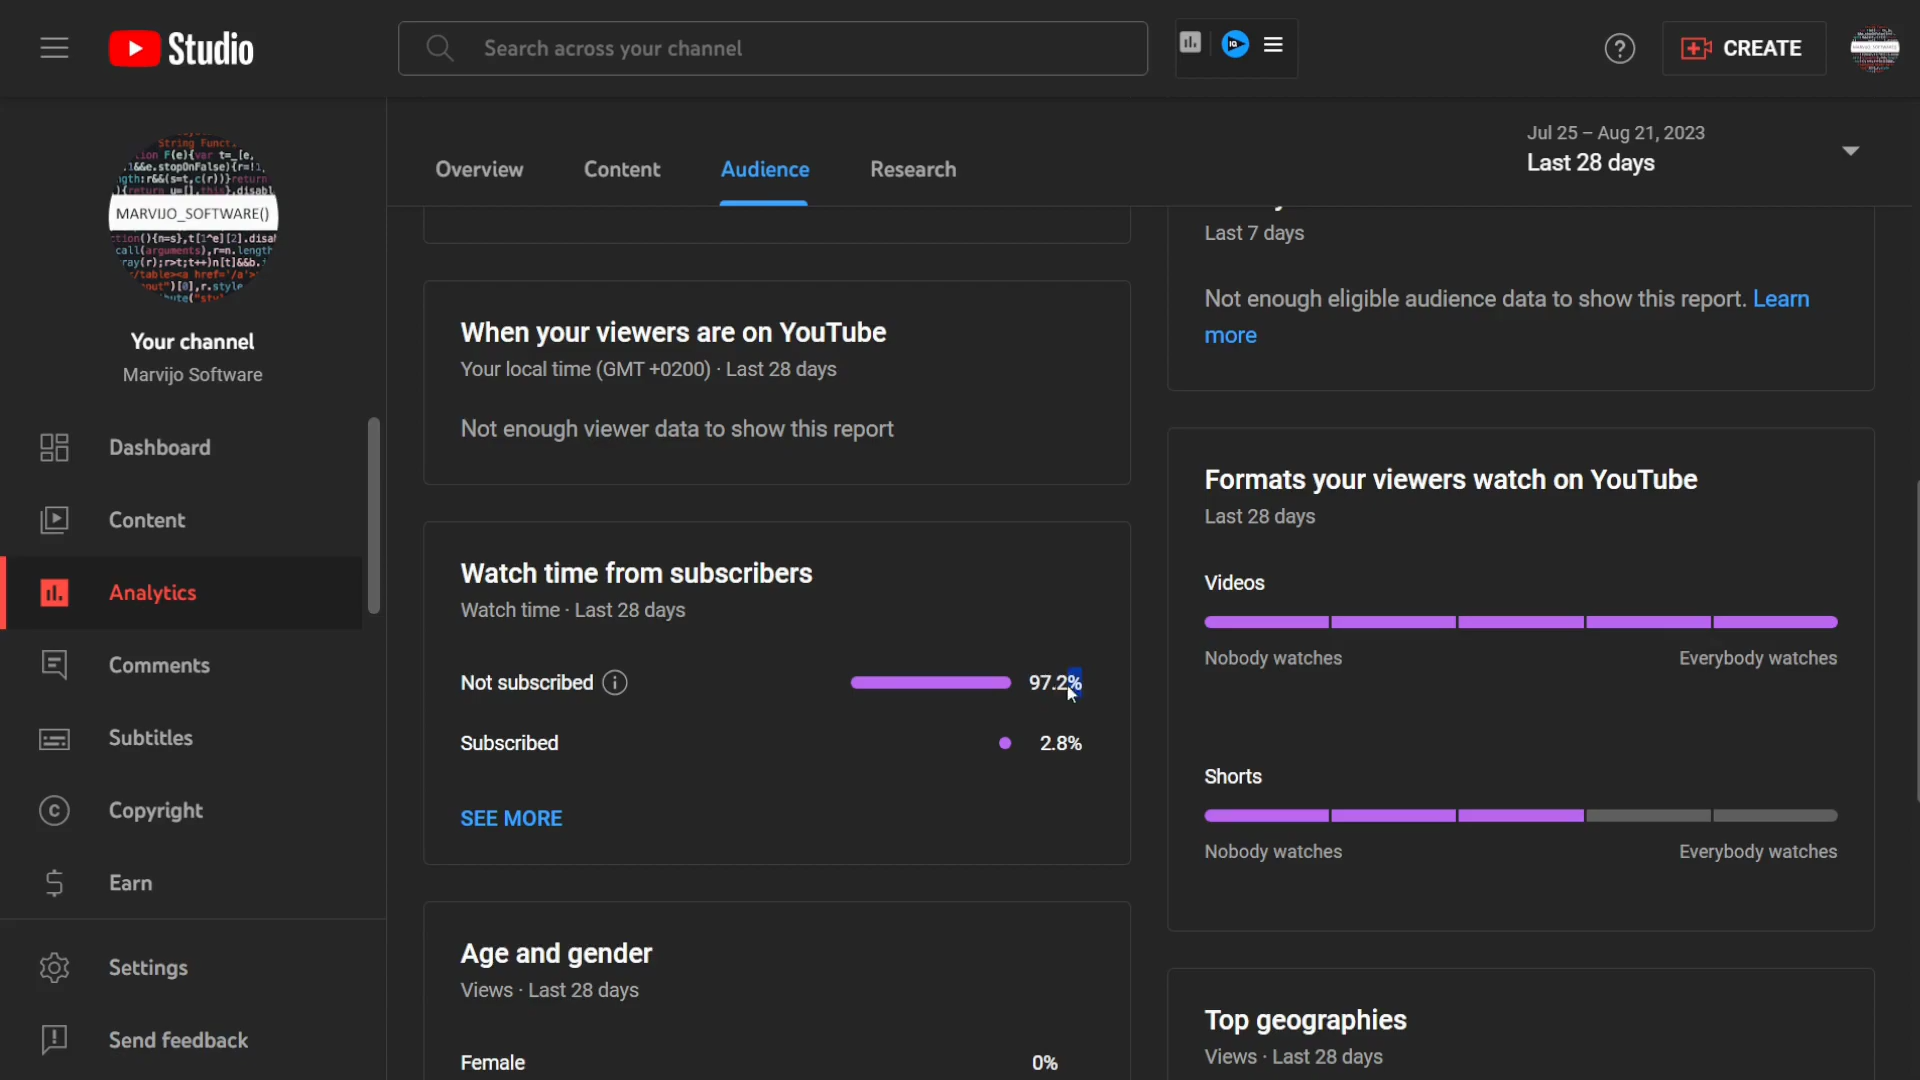 Studio
Search across your channel
IQ
CREATE
MARVIJO_SOFTWARE()
Your channel
Marvijo Software
Dashboard
Content
Analytics
Comments
Subtitles
Copyright
Earn
Settings
Send feedback
Overview
Content
Audience
Research
Jul 25 – Aug 21, 2023
Last 28 days
When your viewers are on YouTube
Your local time (GMT +0200) · Last 28 days
Not enough viewer data to show this report
Watch time from subscribers
Watch time · Last 28 days
Not subscribed
97.2%
Subscribed
2.8%
SEE MORE
Age and gender
Views · Last 28 days
Female
0%
Last 7 days
Not enough eligible audience data to show this report. Learn
more
Formats your viewers watch on YouTube
Last 28 days
Videos
Nobody watches
Everybody watches
Shorts
Nobody watches
Everybody watches
Top geographies
Views · Last 28 days